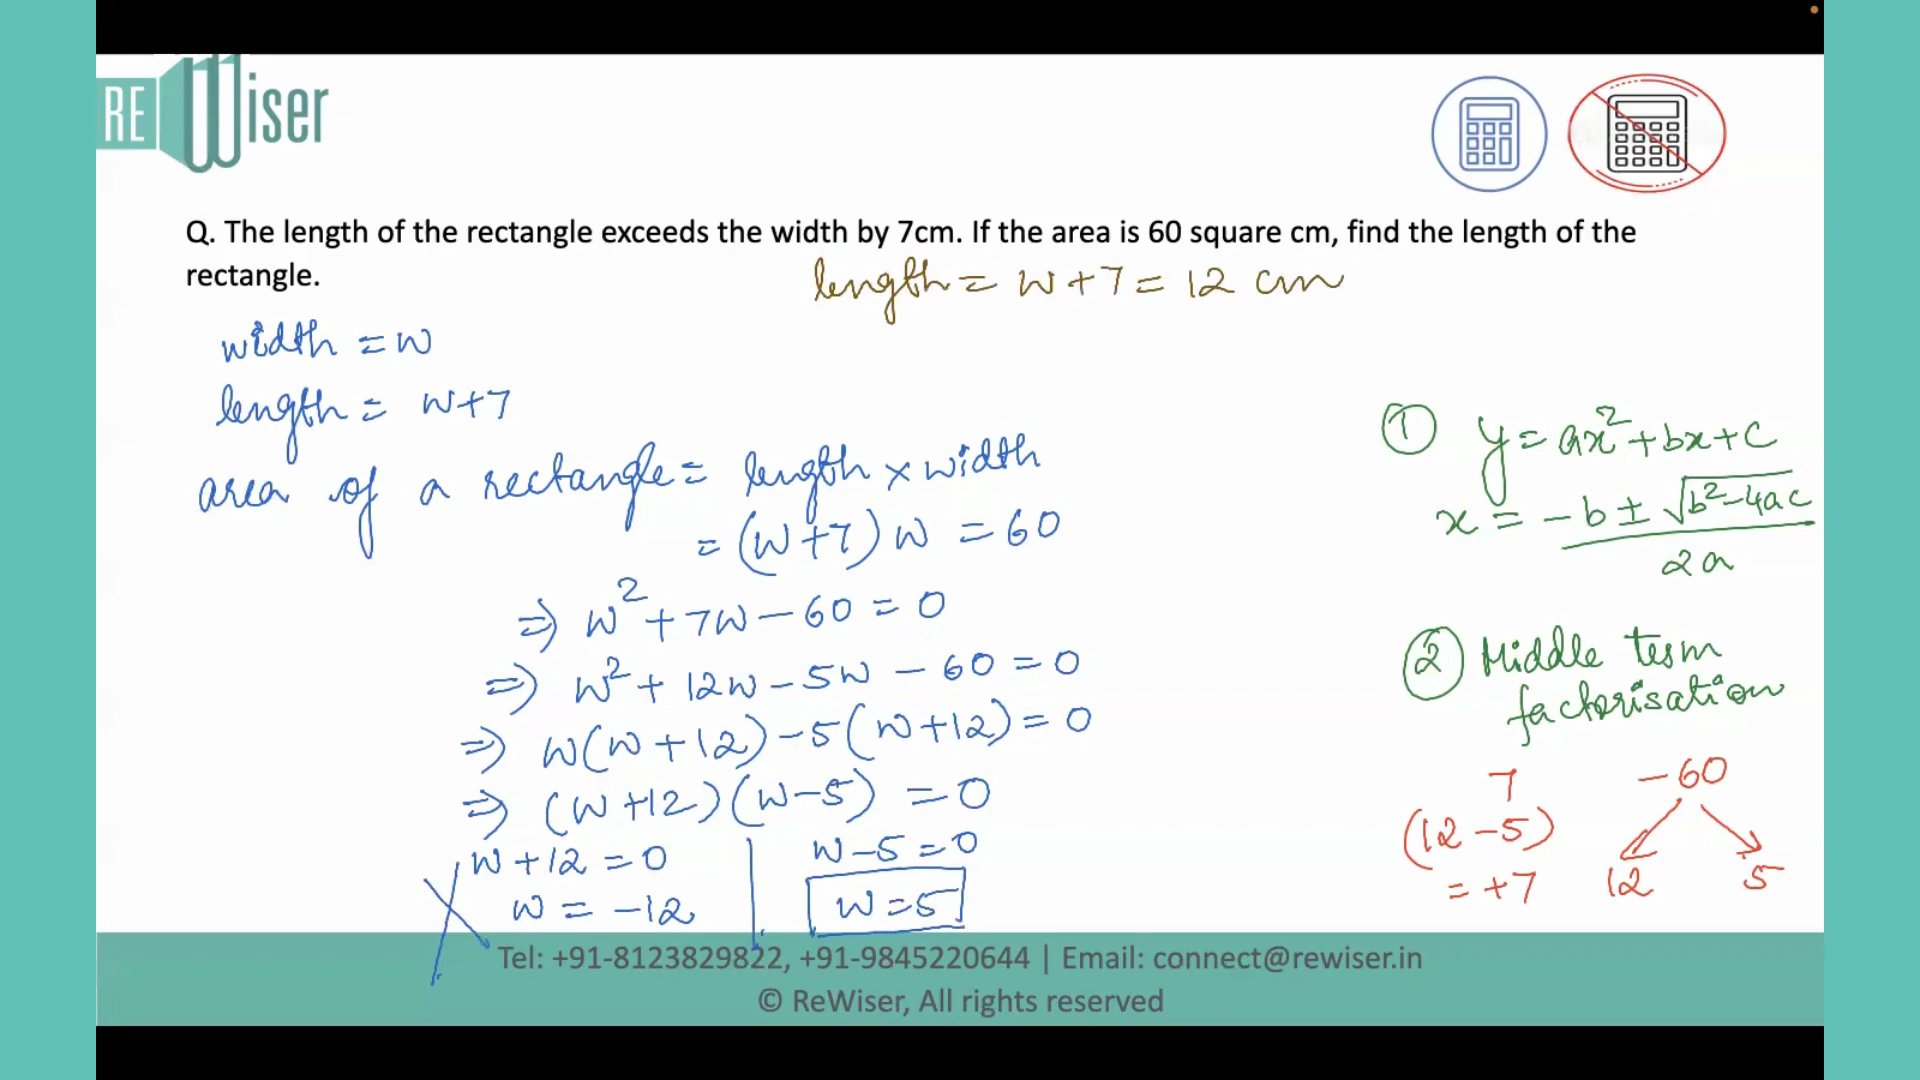 REWiser
Q. The length of the rectangle exceeds the width by 7cm. If the area is 60 square cm, find the length of the
rectangle.
length = w+7 = 12 cm
width = w
length = w+7
area of a rectangle = length × width
= (w+7) w = 60
⇒ w² + 7w − 60 = 0
⇒ w² + 12w − 5w − 60 = 0
⇒ w(w+12) − 5(w+12) = 0
⇒ (w+12)(w−5) = 0
w+12 = 0
w = −12
w−5 = 0
w = 5
① y = ax² + bx + c
x = −b ± √b²−4ac
2a
② Middle term
factorisation
7
(12 −5)
= +7
−60
12 5
Tel: +91-8123829822, +91-9845220644 | Email: connect@rewiser.in
© ReWiser, All rights reserved